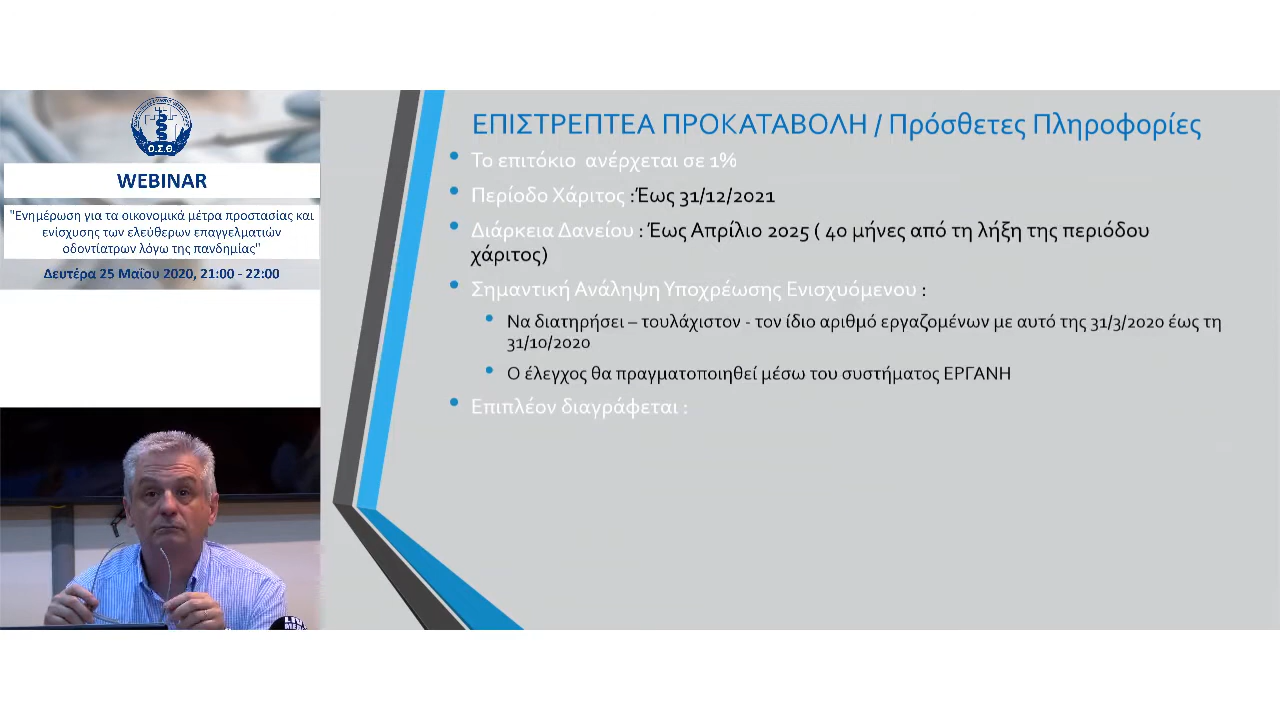 Ο.Σ.Θ.
WEBINAR
"Ενημέρωση για τα οικονομικά μέτρα προστασίας και
ενίσχυσης των ελεύθερων επαγγελματιών
οδοντίατρων λόγω της πανδημίας"
Δευτέρα 25 Μαΐου 2020, 21:00 - 22:00
ΕΠΙΣΤΡΕΠΤΕΑ ΠΡΟΚΑΤΑΒΟΛΗ / Πρόσθετες Πληροφορίες
Το επιτόκιο ανέρχεται σε 1%
Περίοδο Χάριτος : Έως 31/12/2021
Διάρκεια Δανείου : Έως Απρίλιο 2025 ( 40 μήνες από τη λήξη της περιόδου
χάριτος)
Σημαντική Ανάληψη Υποχρέωσης Ενισχυόμενου :
Να διατηρήσει – τουλάχιστον - τον ίδιο αριθμό εργαζομένων με αυτό της 31/3/2020 έως τη
31/10/2020
Ο έλεγχος θα πραγματοποιηθεί μέσω του συστήματος ΕΡΓΑΝΗ
Επιπλέον διαγράφεται :